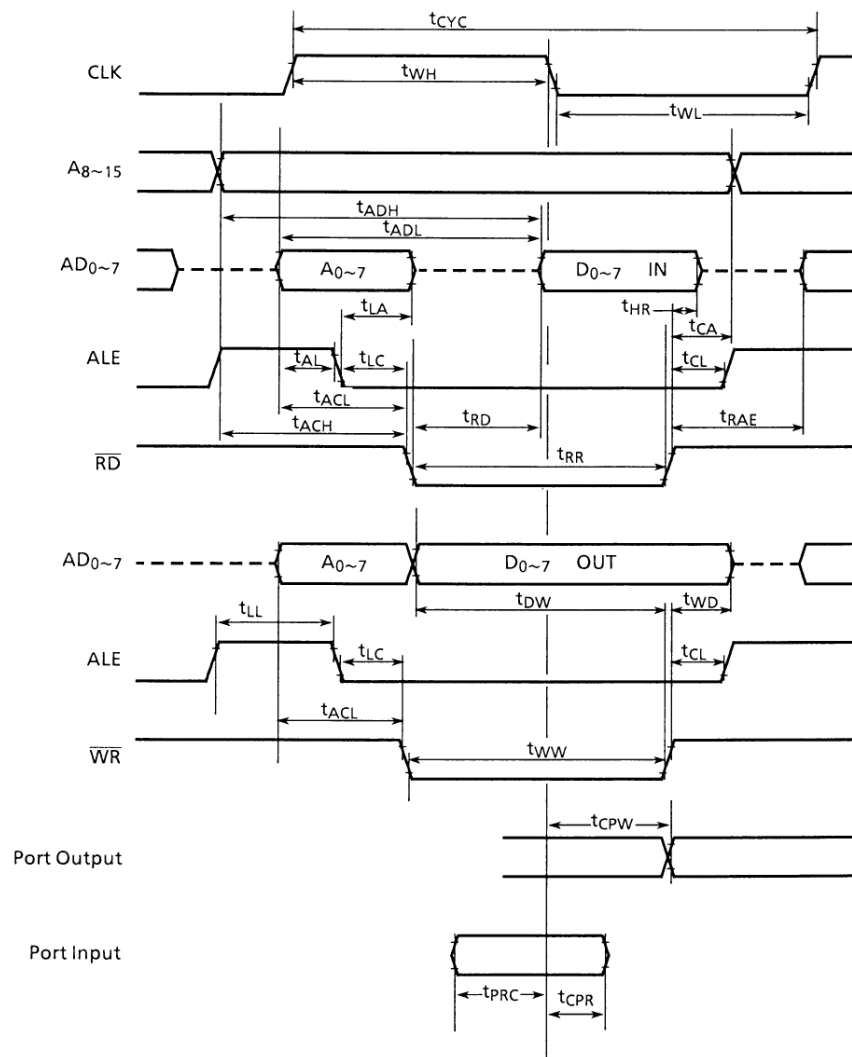 tCYC
CLK
tWH
tWL
A8~15
tADH
tADL
AD0~7
A0~7
D0~7 IN
tLA
tHR
tCA
ALE
tAL
tLC
tCL
tACL
tRD
tRAE
tACH
tRR
RD
AD0~7
A0~7
D0~7 OUT
tDW
tWD
tLL
ALE
tLC
tCL
tACL
tWW
WR
tCPW
Port Output
Port Input
tPRC
tCPR